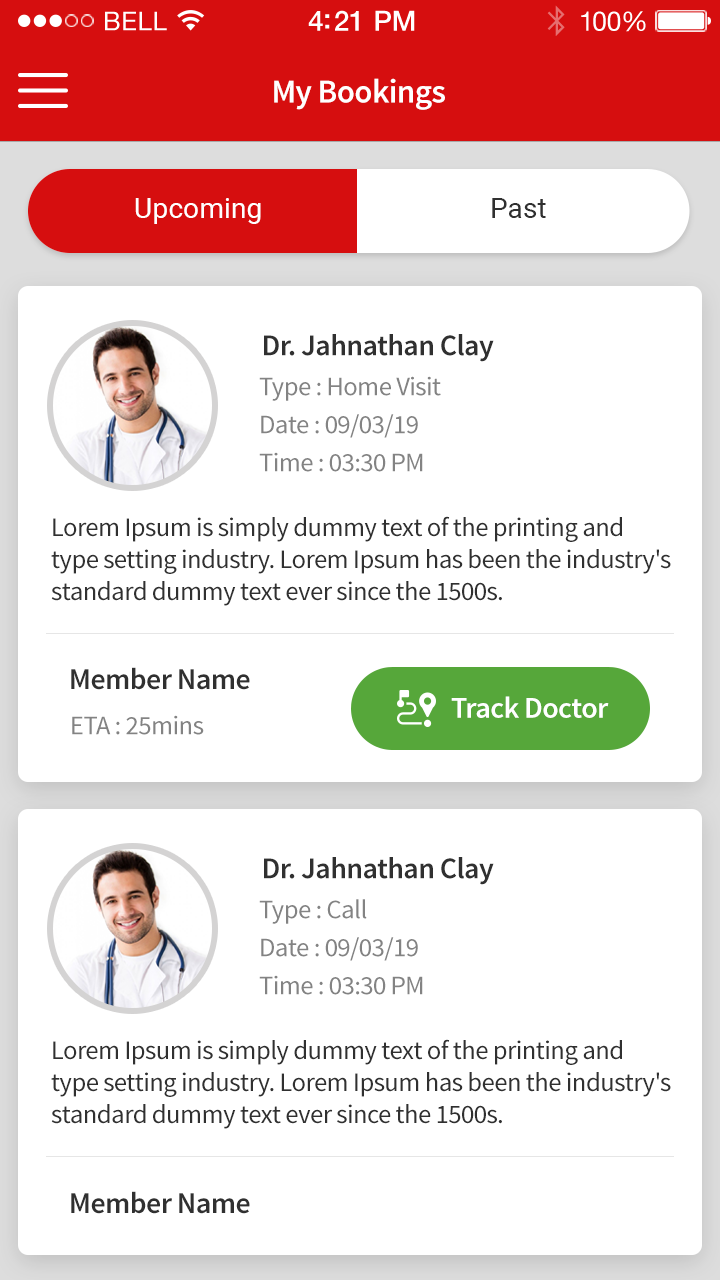 BELL 4:21 PM 100%
My Bookings
Upcoming Past
Dr. Jahnathan Clay
Type : Home Visit
Date : 09/03/19
Time : 03:30 PM
Lorem Ipsum is simply dummy text of the printing and
type setting industry. Lorem Ipsum has been the industry's
standard dummy text ever since the 1500s.
Member Name
ETA : 25mins
Track Doctor
Dr. Jahnathan Clay
Type : Call
Date : 09/03/19
Time : 03:30 PM
Lorem Ipsum is simply dummy text of the printing and
type setting industry. Lorem Ipsum has been the industry's
standard dummy text ever since the 1500s.
Member Name